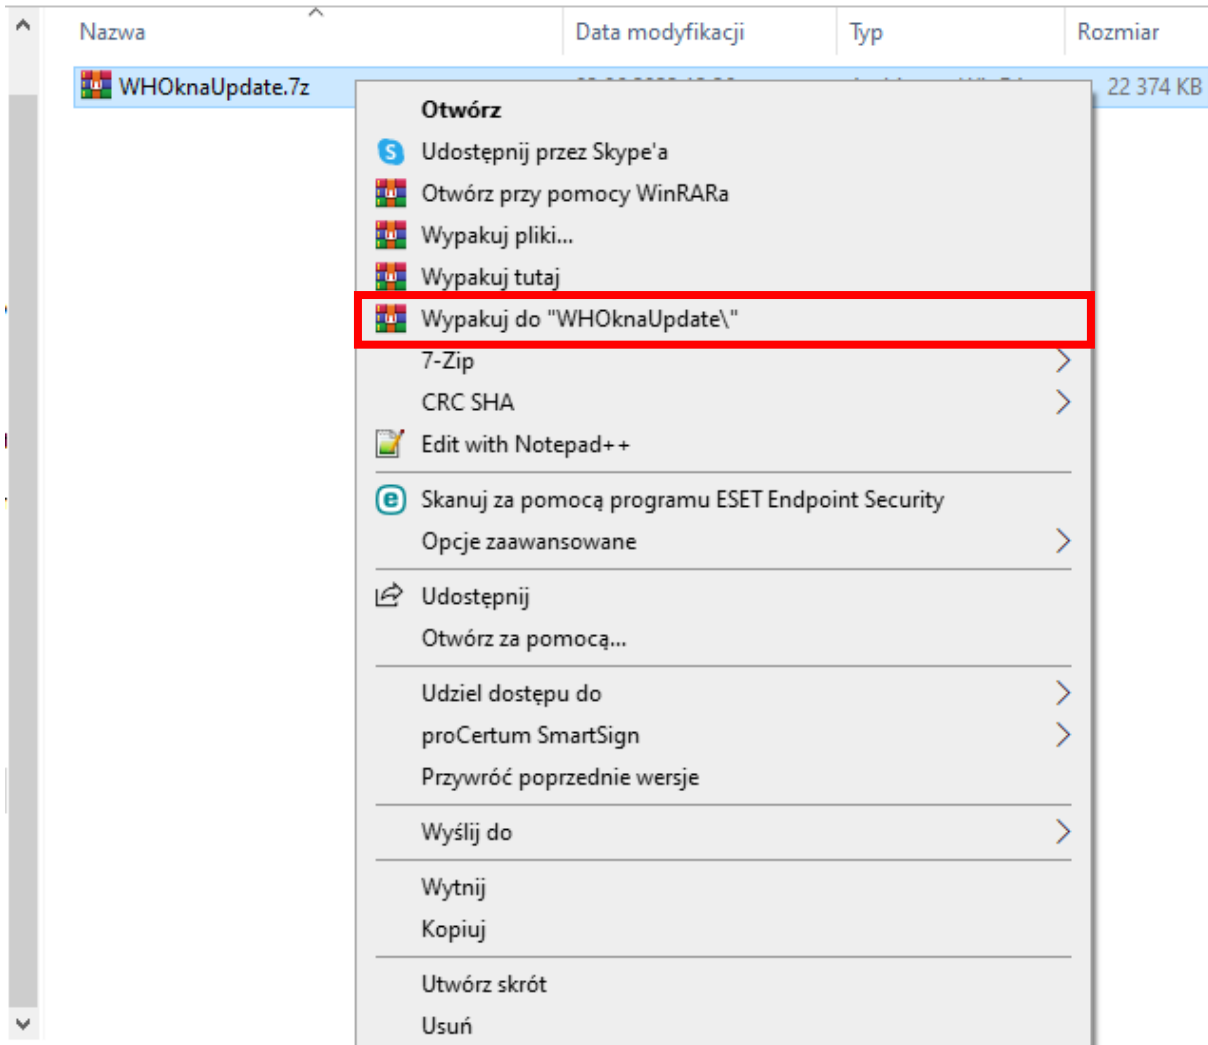 Nazwa Data modyfikacji Typ Rozmiar
WHOknaUpdate.7z 22 374 KB
Otwórz
Udostępnij przez Skype'a
Otwórz przy pomocy WinRARa
Wypakuj pliki...
Wypakuj tutaj
Wypakuj do "WHOknaUpdate\"
7-Zip
CRC SHA
Edit with Notepad++
Skanuj za pomocą programu ESET Endpoint Security
Opcje zaawansowane
Udostępnij
Otwórz za pomocą...
Udziel dostępu do
proCertum SmartSign
Przywróć poprzednie wersje
Wyślij do
Wytnij
Kopiuj
Utwórz skrót
Usuń